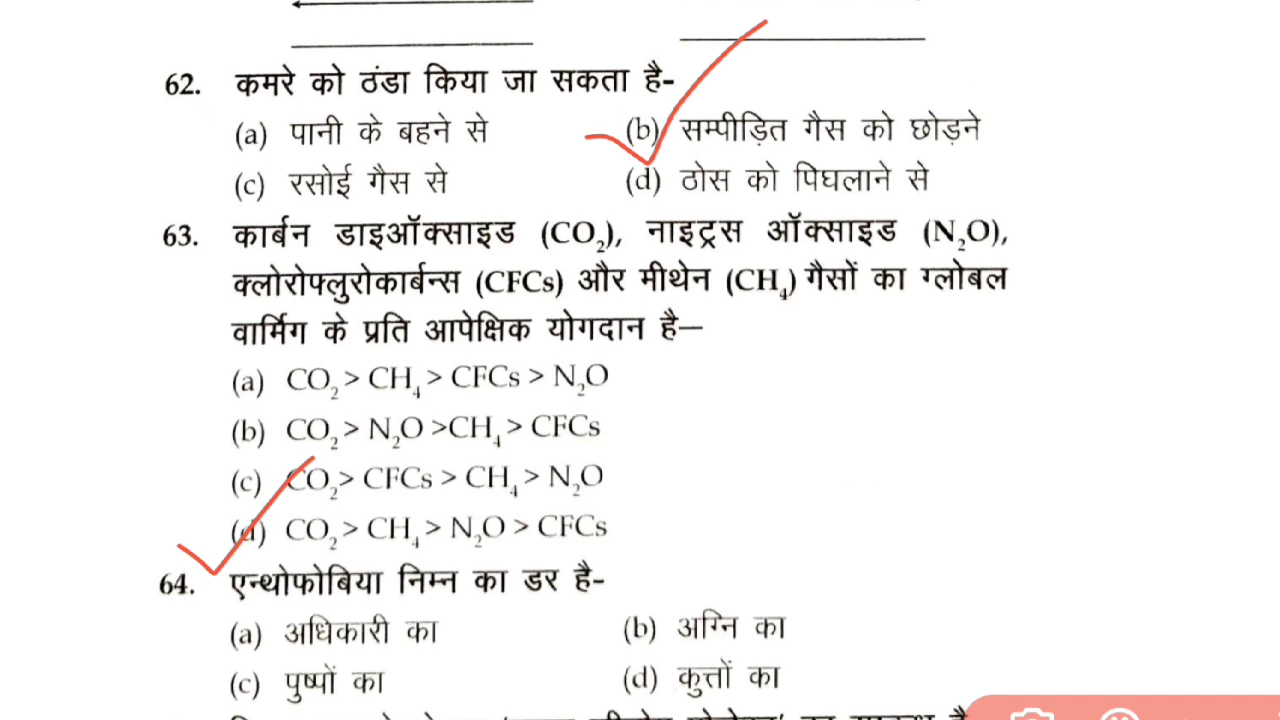 62. कमरे को ठंडा किया जा सकता है-
(a) पानी के बहने से (b) सम्पीड़ित गैस को छोड़ने
(c) रसोई गैस से (d) ठोस को पिघलाने से
63. कार्बन डाइऑक्साइड (CO₂), नाइट्रस ऑक्साइड (N₂O),
क्लोरोफ्लुरोकार्बन्स (CFCs) और मीथेन (CH₄) गैसों का ग्लोबल
वार्मिंग के प्रति आपेक्षिक योगदान है—
(a) CO₂ > CH₄ > CFCs > N₂O
(b) CO₂ > N₂O >CH₄ > CFCs
(c) CO₂> CFCs > CH₄ > N₂O
(d) CO₂ > CH₄ > N₂O > CFCs
64. एन्थोफोबिया निम्न का डर है-
(a) अधिकारी का (b) अग्नि का
(c) पुष्पों का (d) कुत्तों का